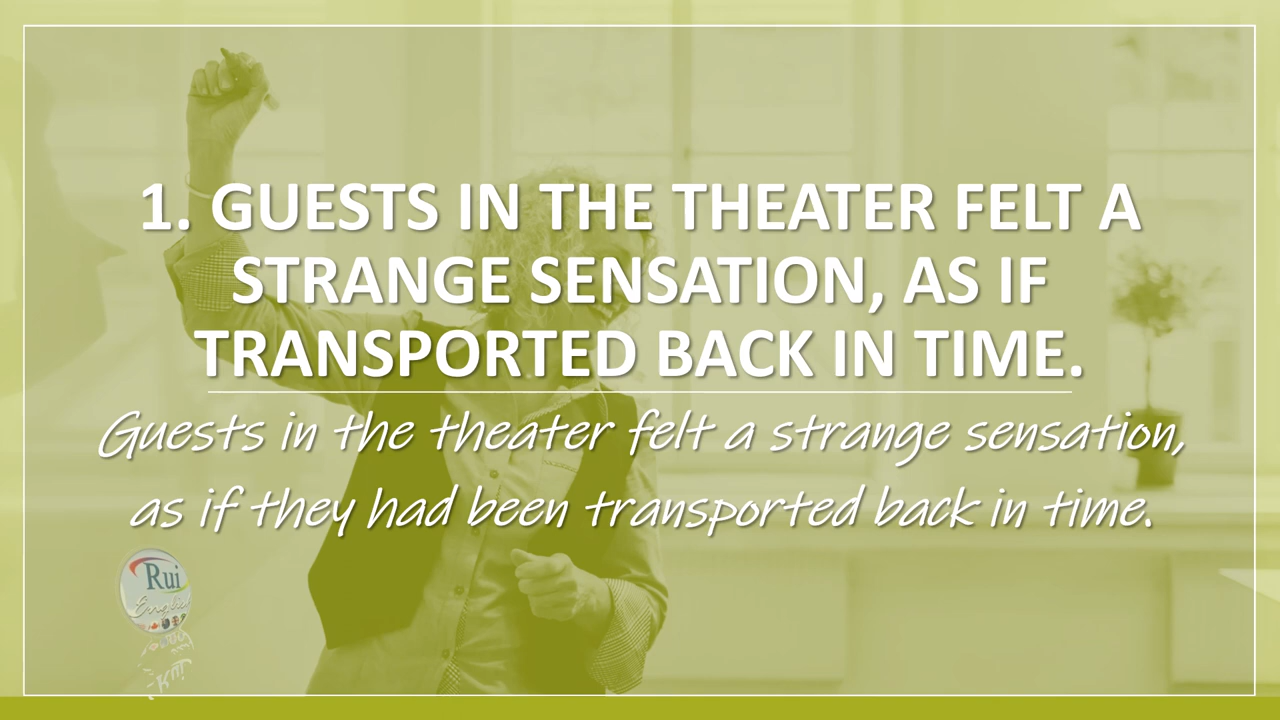 1. GUESTS IN THE THEATER FELT A
STRANGE SENSATION, AS IF
TRANSPORTED BACK IN TIME.
Guests in the theater felt a strange sensation,
as if they had been transported back in time.
Rui
English